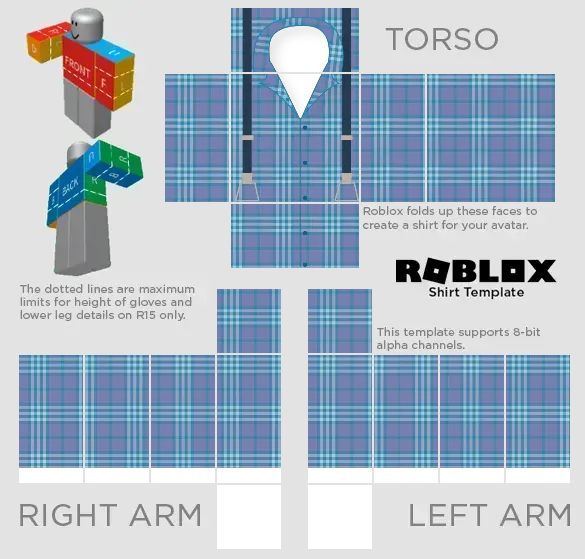 TORSO
FRONT
F
L
BACK
R
B
Roblox folds up these faces to
create a shirt for your avatar.
ROBLOX
Shirt Template
The dotted lines are maximum
limits for height of gloves and
lower leg details on R15 only.
This template supports 8-bit
alpha channels.
RIGHT ARM
LEFT ARM